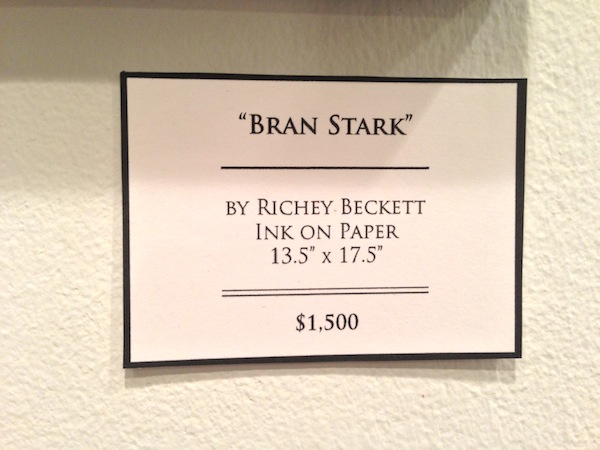 “BRAN STARK”
BY RICHEY BECKETT
INK ON PAPER
13.5” X 17.5”
$1,500